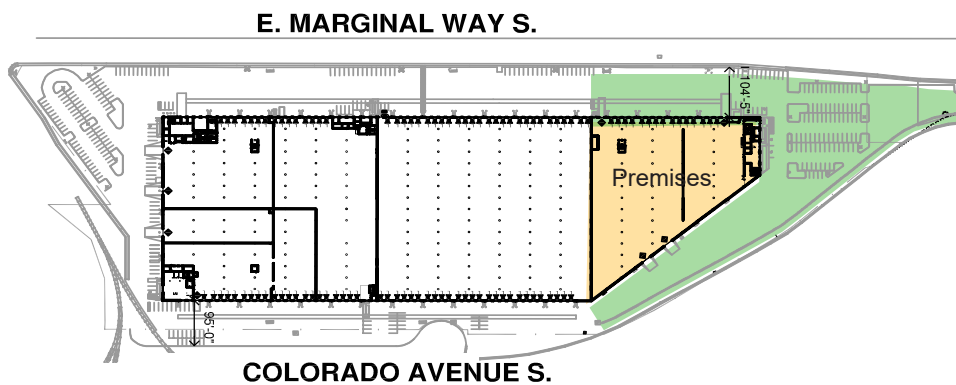 E. MARGINAL WAY S.
104'-5"
Premises:
95'-0"
COLORADO AVENUE S.